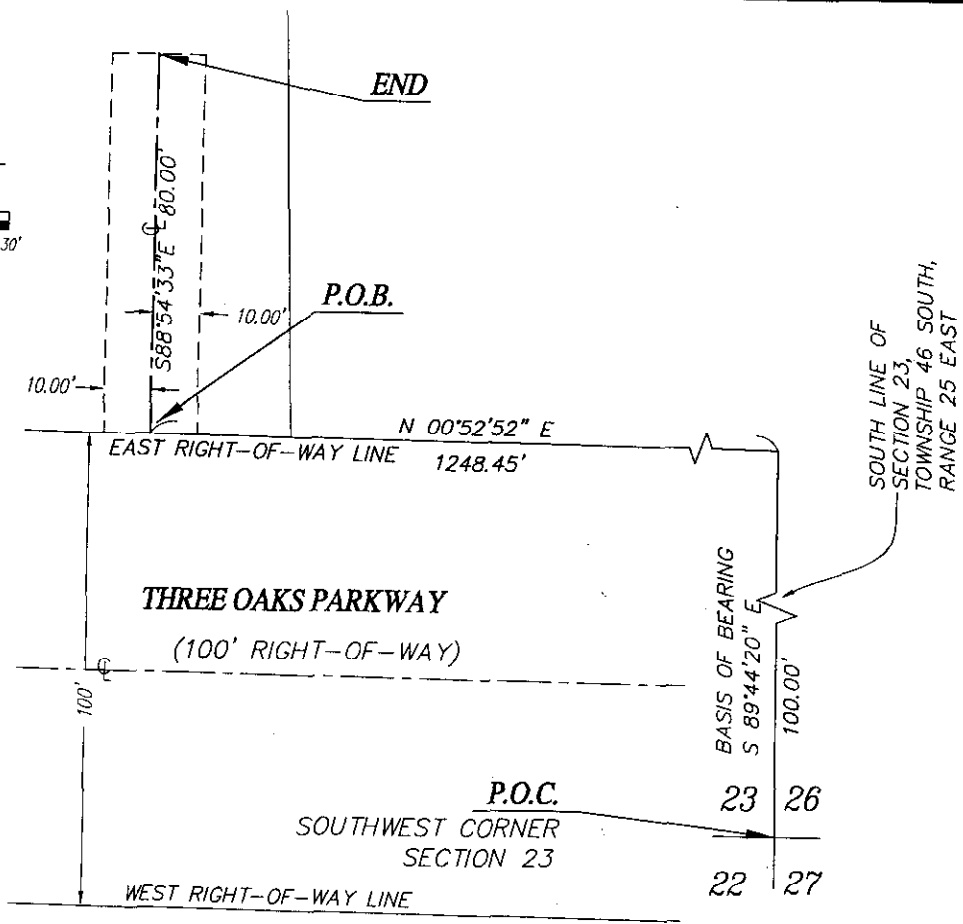 END
30'
S88°54'33"E 80.00'
P.O.B.
10.00'
10.00'
N 00°52'52" E
EAST RIGHT-OF-WAY LINE
1248.45'
SOUTH LINE OF
SECTION 23,
TOWNSHIP 46 SOUTH,
RANGE 25 EAST
THREE OAKS PARKWAY
(100' RIGHT-OF-WAY)
100'
BASIS OF BEARING
S 89°44'20" E
100.00'
P.O.C.
SOUTHWEST CORNER
SECTION 23
23 26
22 27
WEST RIGHT-OF-WAY LINE